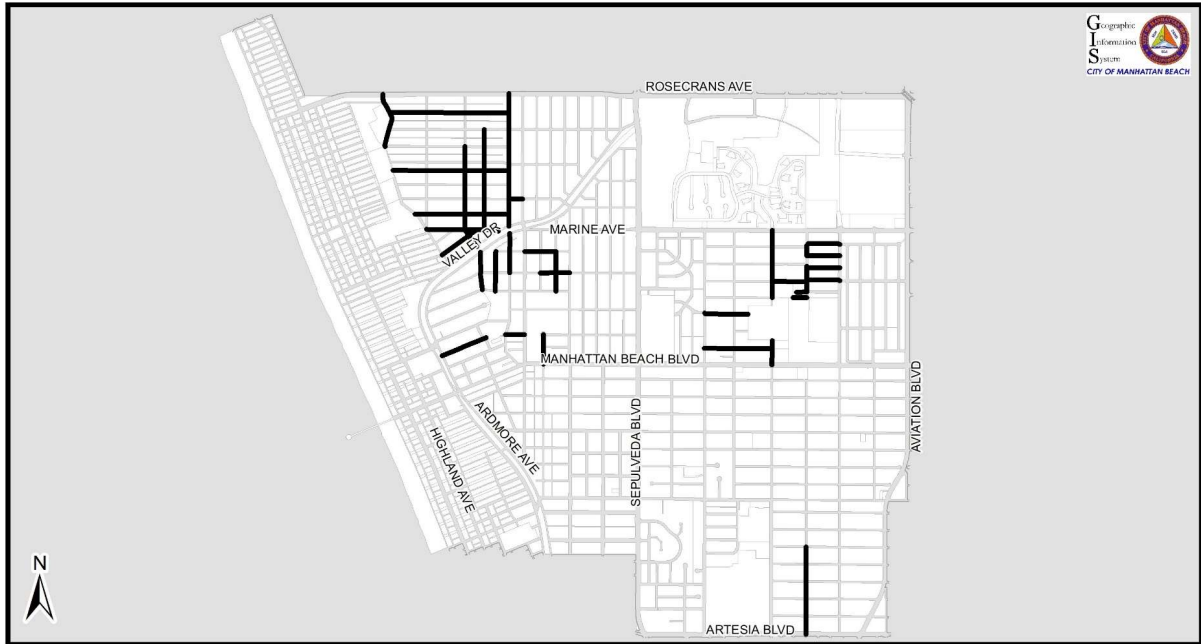 Geographic
Information
System
CITY OF MANHATTAN BEACH
ROSECRANS AVE
MARINE AVE
VALLEY DR
MANHATTAN BEACH BLVD
ARDMORE AVE
HIGHLAND AVE
SEPULVEDA BLVD
AVIATION BLVD
ARTESIA BLVD
N